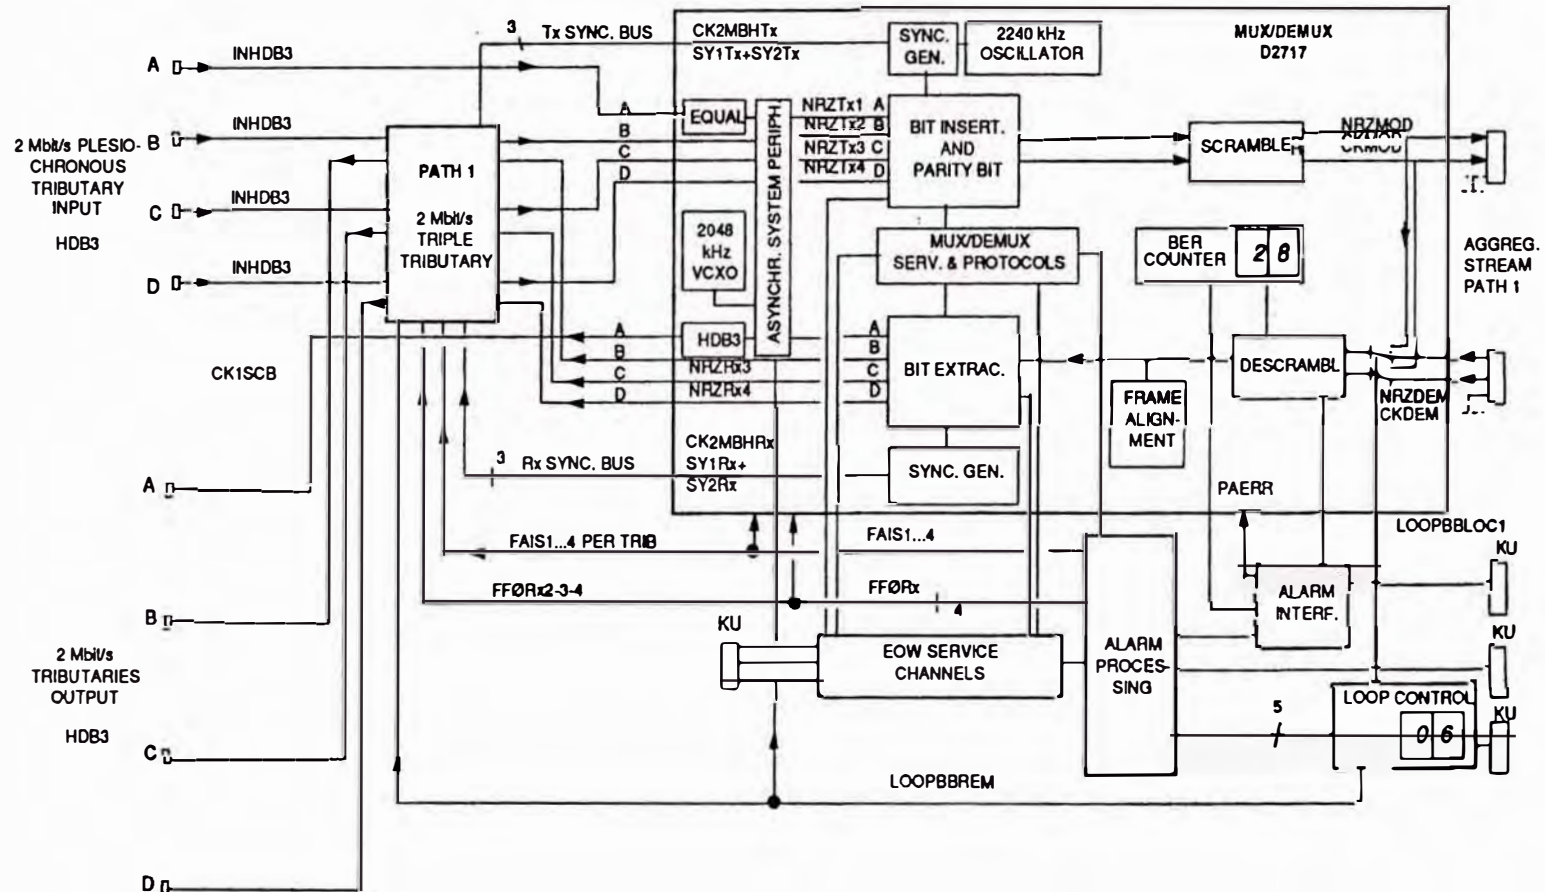 3
Tx SYNC. BUS
CK2MBHTx
SY1Tx+SY2Tx
SYNC.
GEN.
2240 kHz
OSCILLATOR
MUX/DEMUX
D2717
A
INHDB3
B
INHDB3
2 Mbit/s PLESIO-
CHRONOUS
TRIBUTARY
INPUT
HDB3
C
INHDB3
D
INHDB3
PATH 1
2 Mbit/s
TRIPLE
TRIBUTARY
A
B
C
D
EQUAL
2048
kHz
VCXO
HDB3
ASYNCHR. SYSTEM PERIPH.
NRZTx1 A
NRZTx2 B
NRZTx3 C
NRZTx4 D
BIT INSERT.
AND
PARITY BIT
SCRAMBLE
NRZMOD
CKMOD
MUX/DEMUX
SERV. & PROTOCOLS
BER
COUNTER
2 8
AGGREG.
STREAM
PATH 1
A
B
NRZRx3
C
NRZRx4
D
A
B
C
D
BIT EXTRAC.
FRAME
ALIGN-
MENT
DESCRAMBL.
NRZDEM
CKDEM
CK1SCB
CK2MBHRx
SY1Rx+
SY2Rx
3
Rx SYNC. BUS
SYNC. GEN.
PAERR
A
FAIS1...4 PER TRIB
FAIS1...4
LOOPBBLOC1
KU
FFØRx2-3-4
FFØRx
4
ALARM
INTERF.
B
KU
EOW SERVICE
CHANNELS
ALARM
PROCES-
SING
KU
2 Mbit/s
TRIBUTARIES
OUTPUT
HDB3
C
5
LOOP CONTROL
0 6
KU
LOOPBBREM
D